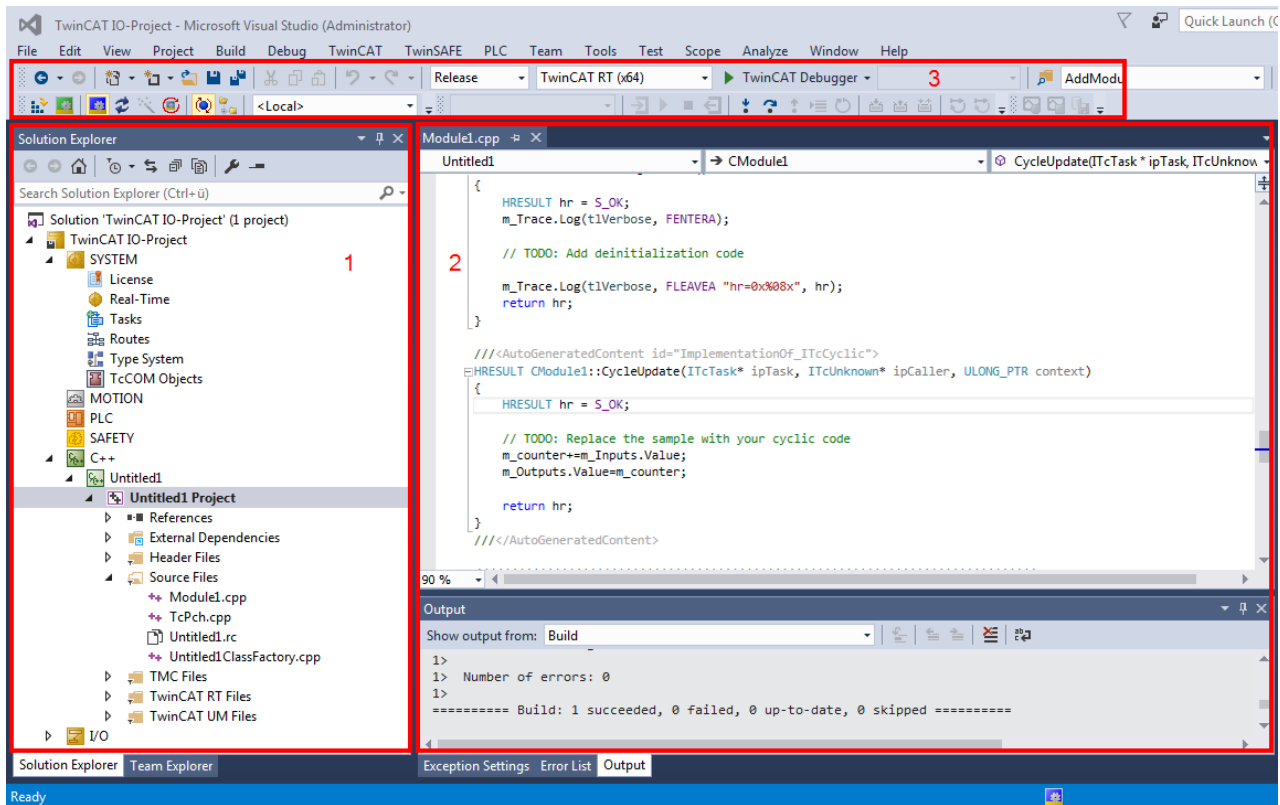 TwinCAT IO-Project - Microsoft Visual Studio (Administrator)
Quick Launch (C
File Edit View Project Build Debug TwinCAT TwinSAFE PLC Team Tools Test Scope Analyze Window Help
Release TwinCAT RT (x64) TwinCAT Debugger 3 AddModu
<Local>
Solution Explorer
Search Solution Explorer (Ctrl+ü)
Solution 'TwinCAT IO-Project' (1 project)
TwinCAT IO-Project
SYSTEM
1
License
Real-Time
Tasks
Routes
Type System
TcCOM Objects
MOTION
PLC
SAFETY
C++
Untitled1
Untitled1 Project
References
External Dependencies
Header Files
Source Files
Module1.cpp
TcPch.cpp
Untitled1.rc
Untitled1ClassFactory.cpp
TMC Files
TwinCAT RT Files
TwinCAT UM Files
I/O
Solution Explorer Team Explorer
Module1.cpp
Untitled1 CModule1 CycleUpdate(ITcTask * ipTask, ITcUnknow
{
HRESULT hr = S_OK;
m_Trace.Log(tlVerbose, FENTERA);
2
// TODO: Add deinitialization code
m_Trace.Log(tlVerbose, FLEAVEA "hr=0x%08x", hr);
return hr;
}
///<AutoGeneratedContent id="ImplementationOf_ITcCyclic">
HRESULT CModule1::CycleUpdate(ITcTask* ipTask, ITcUnknown* ipCaller, ULONG_PTR context)
{
HRESULT hr = S_OK;
// TODO: Replace the sample with your cyclic code
m_counter+=m_Inputs.Value;
m_Outputs.Value=m_counter;
return hr;
}
///</AutoGeneratedContent>
90 %
Output
Show output from: Build
1>
1> Number of errors: 0
1>
========== Build: 1 succeeded, 0 failed, 0 up-to-date, 0 skipped ==========
Exception Settings Error List Output
Ready